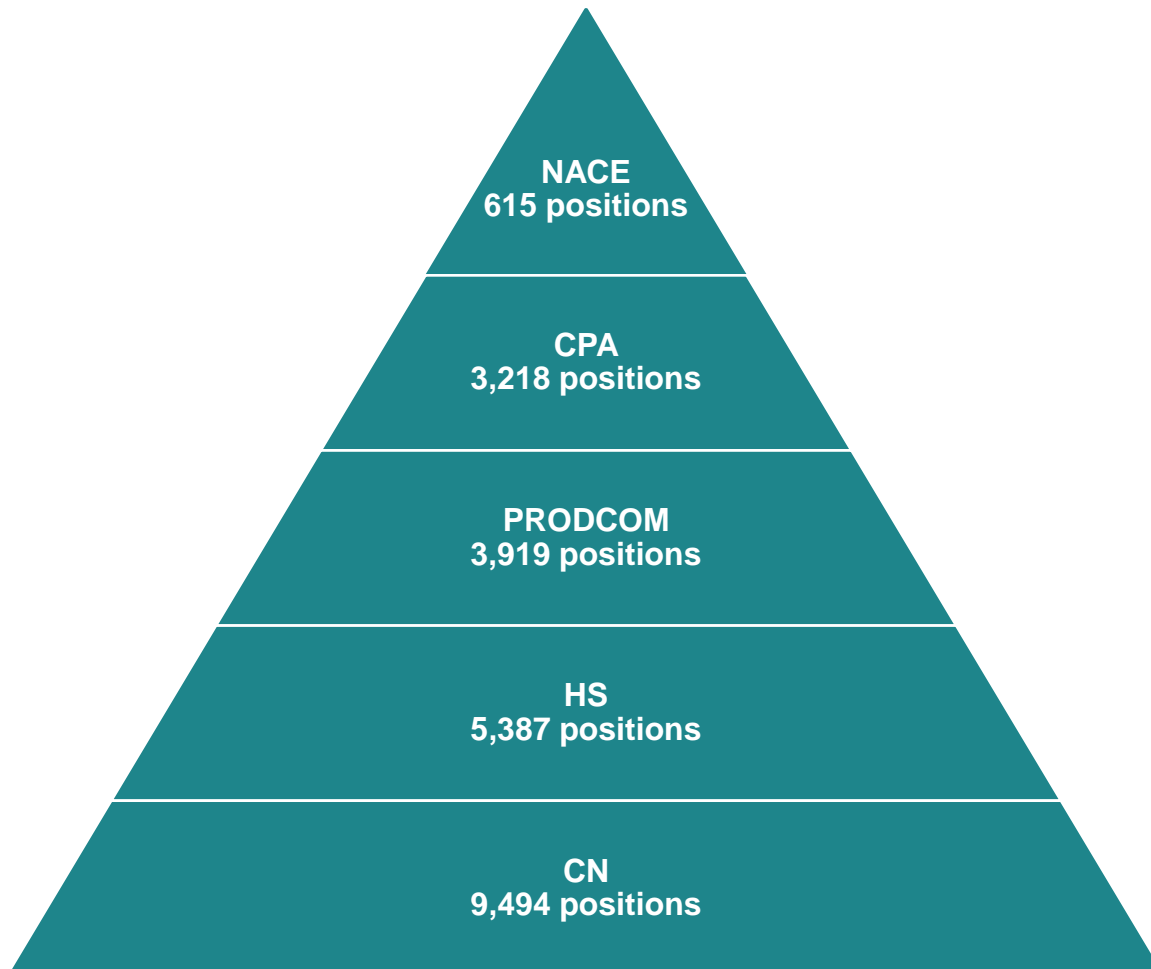 NACE
615 positions
CPA
3,218 positions
PRODCOM
3,919 positions
HS
5,387 positions
CN
9,494 positions